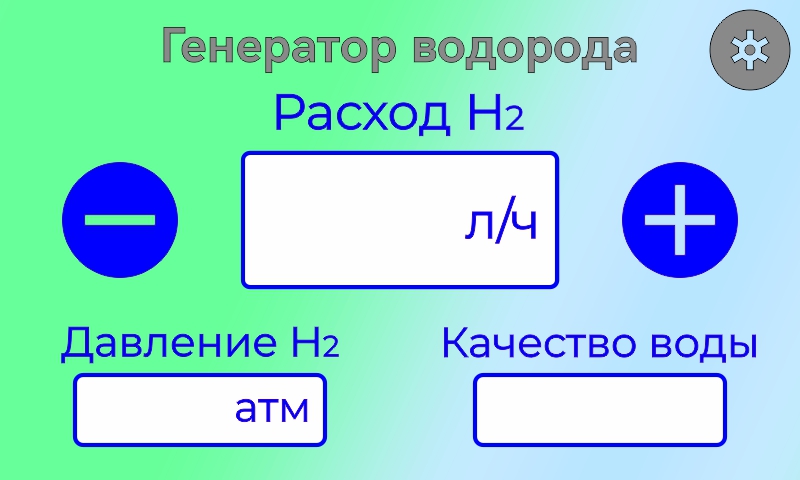 Генератор водорода
Расход H2
л/ч
Давление H2
Качество воды
атм